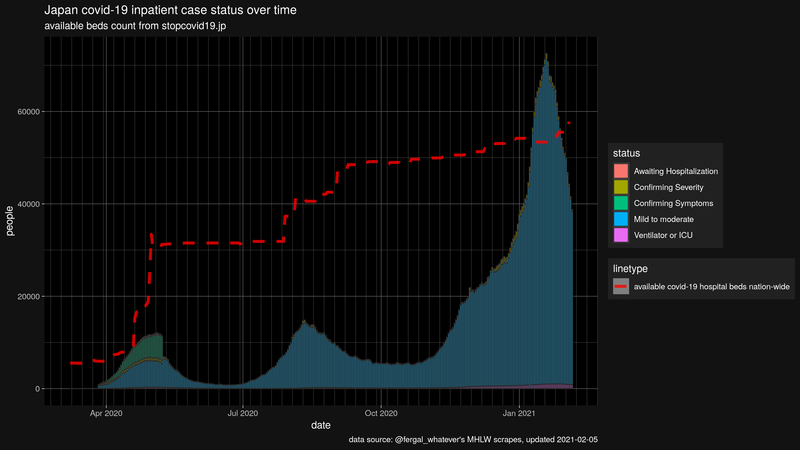 Japan covid-19 inpatient case status over time
available beds count from stopcovid19.jp
people
60000
40000
20000
0
Apr 2020
Jul 2020
Oct 2020
Jan 2021
date
status
Awaiting Hospitalization
Confirming Severity
Confirming Symptoms
Mild to moderate
Ventilator or ICU
linetype
available covid-19 hospital beds nation-wide
data source: @fergal_whatever's MHLW scrapes, updated 2021-02-05